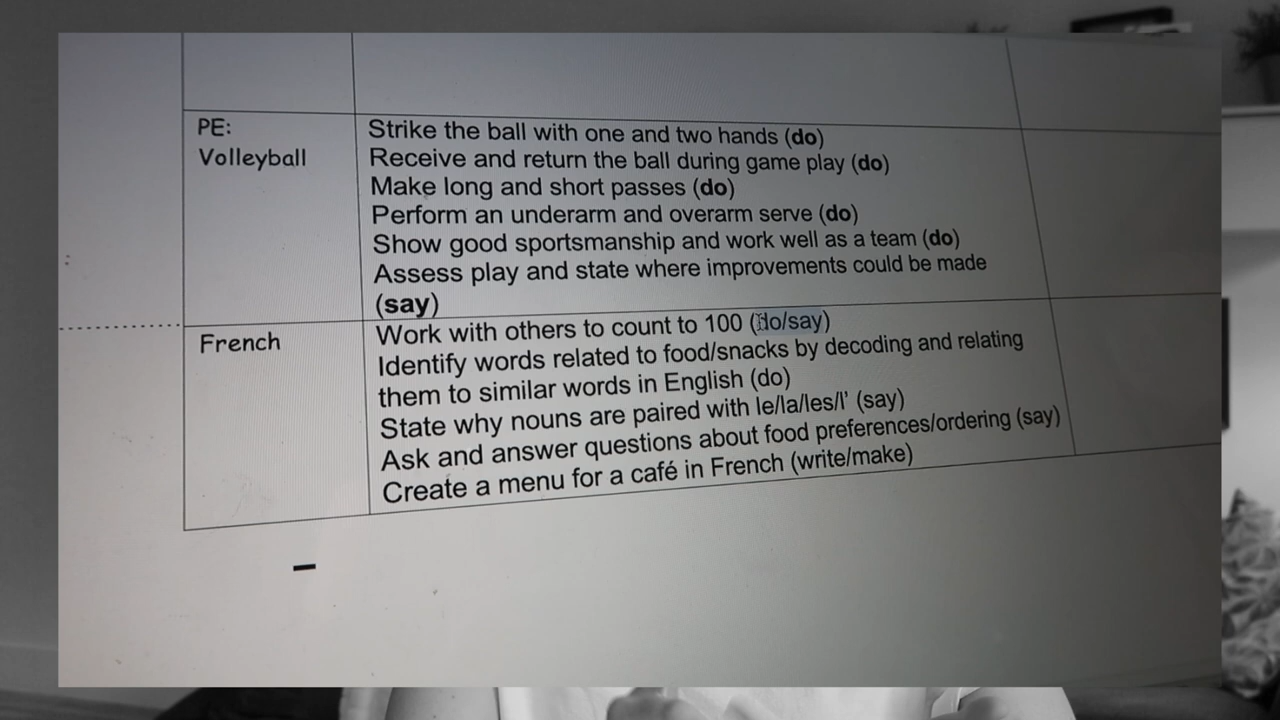 PE:
Volleyball
Strike the ball with one and two hands (do)
Receive and return the ball during game play (do)
Make long and short passes (do)
Perform an underarm and overarm serve (do)
Show good sportsmanship and work well as a team (do)
Assess play and state where improvements could be made
(say)
French
Work with others to count to 100 (do/say)
Identify words related to food/snacks by decoding and relating
them to similar words in English (do)
State why nouns are paired with le/la/les/l' (say)
Ask and answer questions about food preferences/ordering (say)
Create a menu for a café in French (write/make)